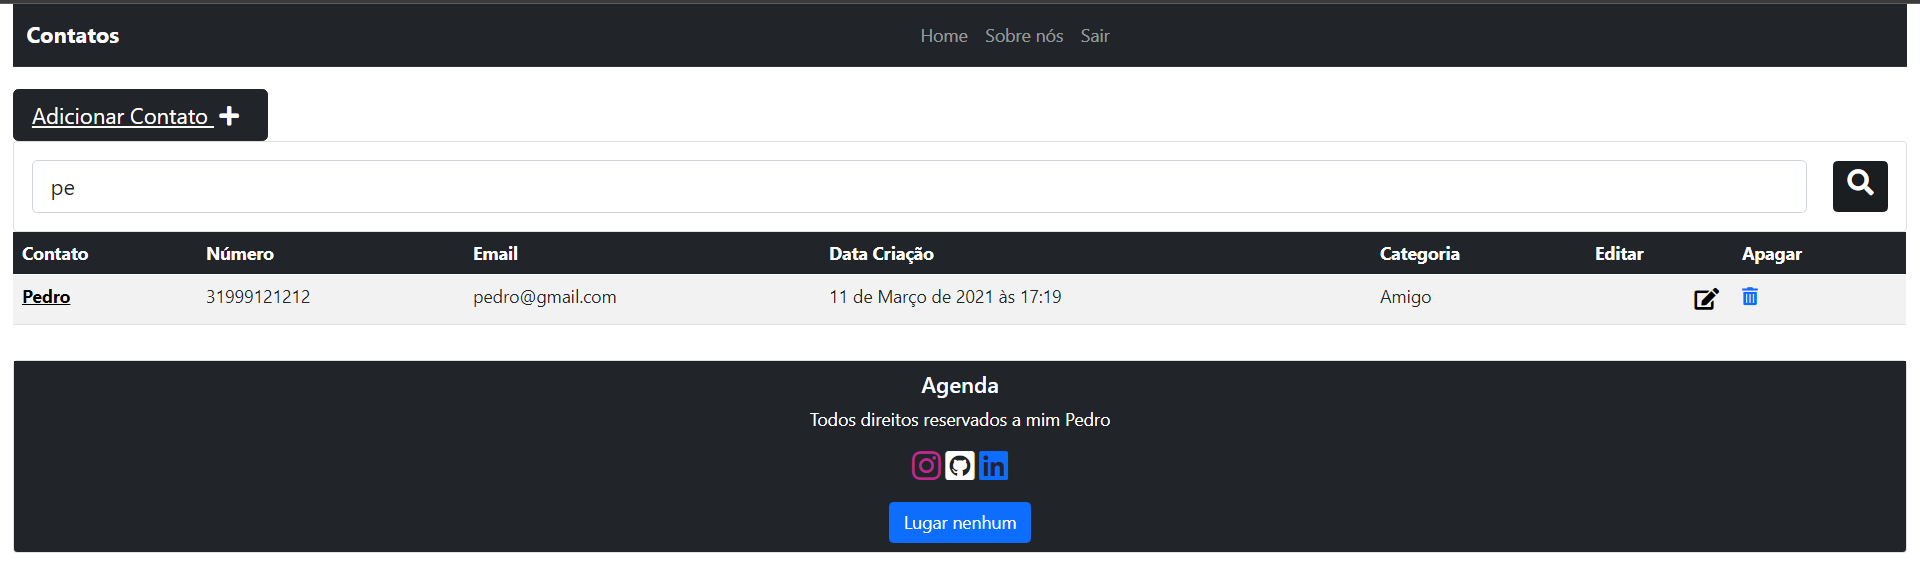 Contatos Home Sobre nós Sair
Adicionar Contato
pe
Contato Número Email Data Criação Categoria Editar Apagar
Pedro 31999121212 pedro@gmail.com 11 de Março de 2021 às 17:19 Amigo
Agenda
Todos direitos reservados a mim Pedro
in
Lugar nenhum